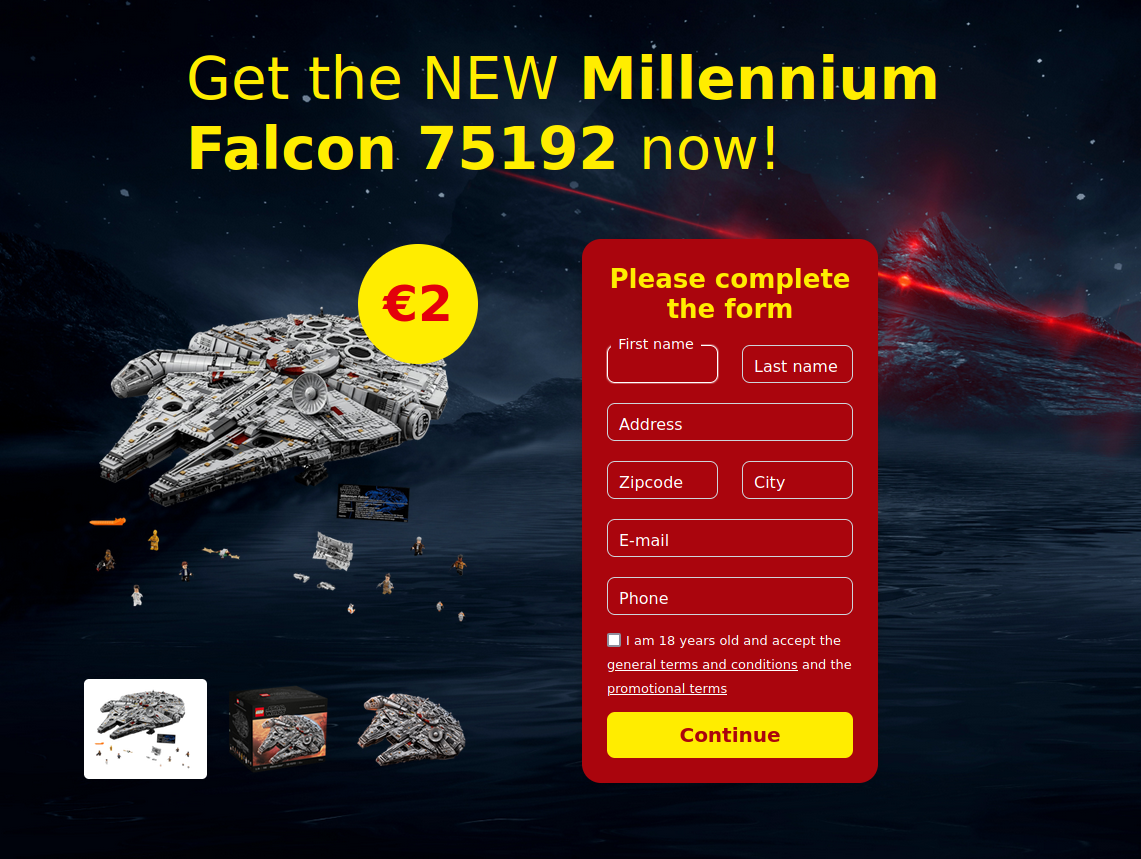 Get the NEW Millennium
Falcon 75192 now!
€2
Please complete
the form
First name
Last name
Address
Zipcode
City
E-mail
Phone
I am 18 years old and accept the
general terms and conditions and the
promotional terms
Continue